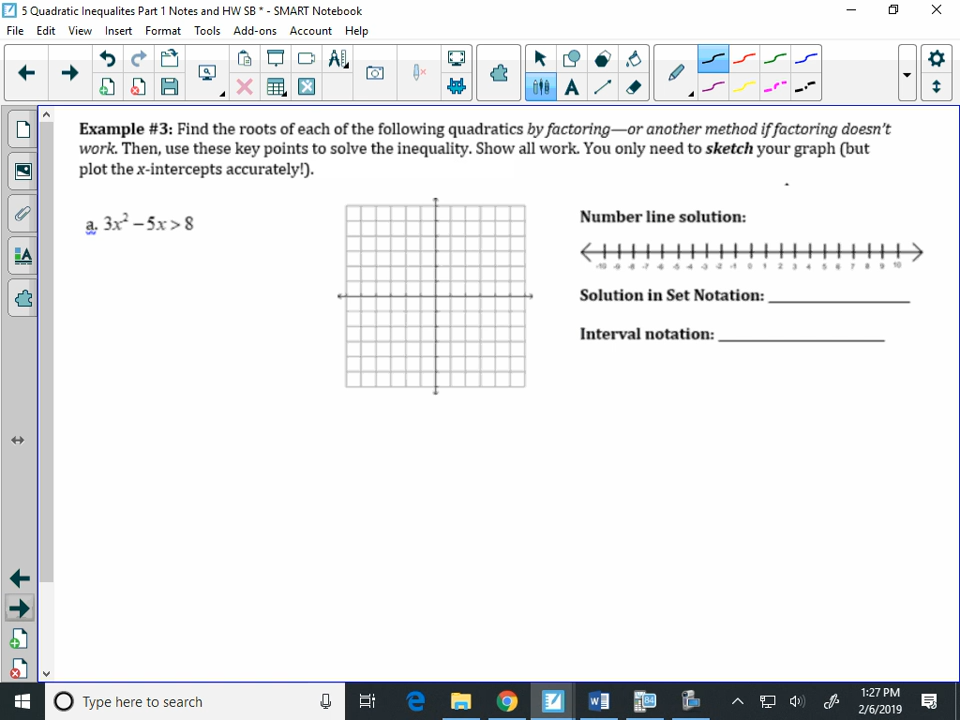 5 Quadratic Inequalites Part 1 Notes and HW SB * - SMART Notebook
File Edit View Insert Format Tools Add-ons Account Help
Example #3: Find the roots of each of the following quadratics by factoring—or another method if factoring doesn't
work. Then, use these key points to solve the inequality. Show all work. You only need to sketch your graph (but
plot the x-intercepts accurately!).
a. 3x² – 5x > 8
Number line solution:
-10 -9 -8 -7 -6 -5 -4 -3 -2 -1 0 1 2 3 4 5 6 7 8 9 10
Solution in Set Notation: ____________
Interval notation: ____________
Type here to search
1:27 PM
2/6/2019